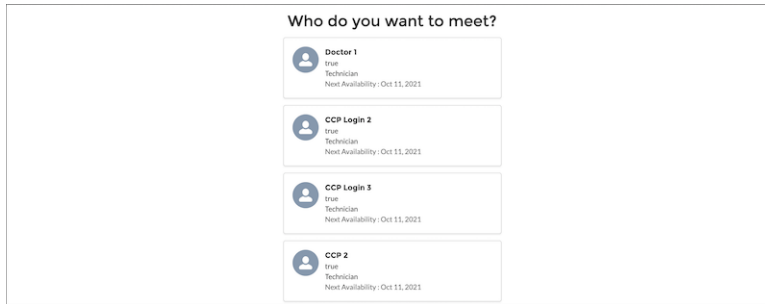 Who do you want to meet?
Doctor 1
true
Technician
Next Availability : Oct 11, 2021
CCP Login 2
true
Technician
Next Availability : Oct 11, 2021
CCP Login 3
true
Technician
Next Availability : Oct 11, 2021
CCP 2
true
Technician
Next Availability : Oct 11, 2021